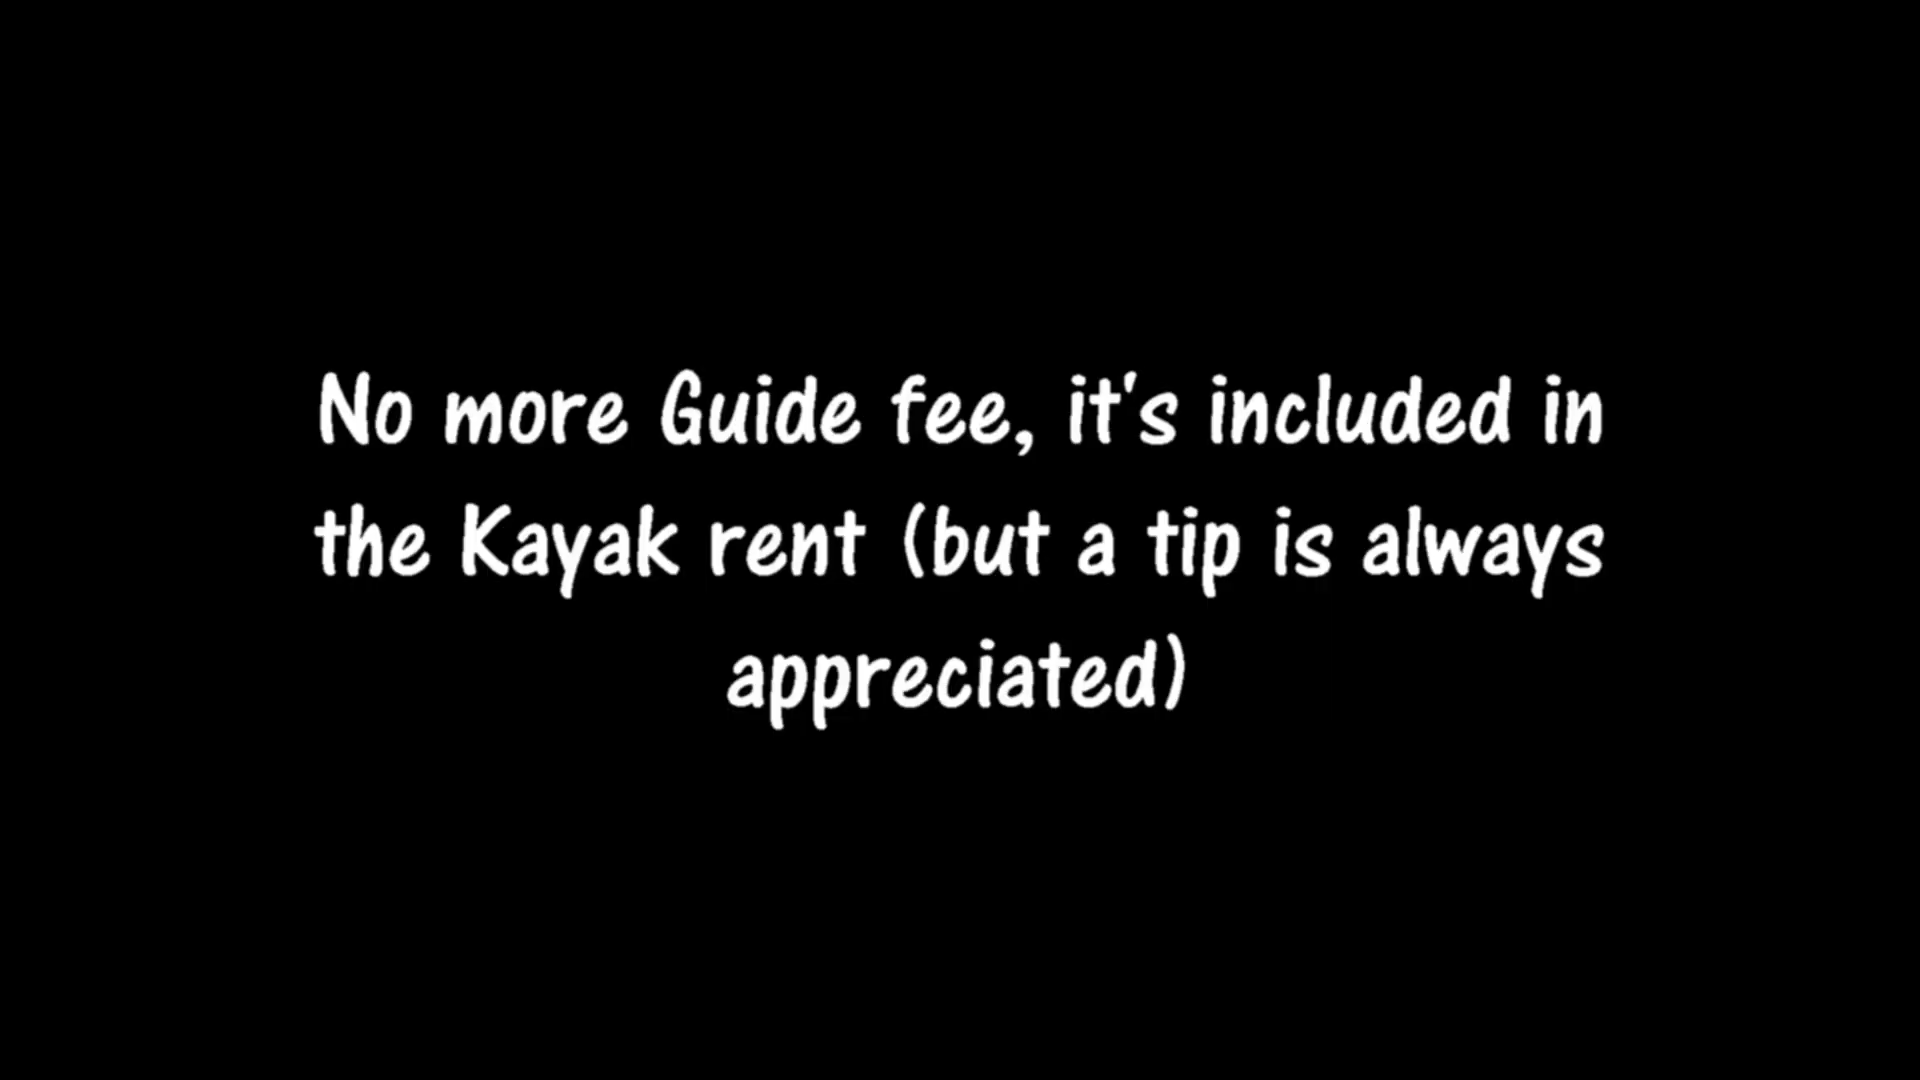 No more Guide fee, it's included in
the Kayak rent (but a tip is always
appreciated)